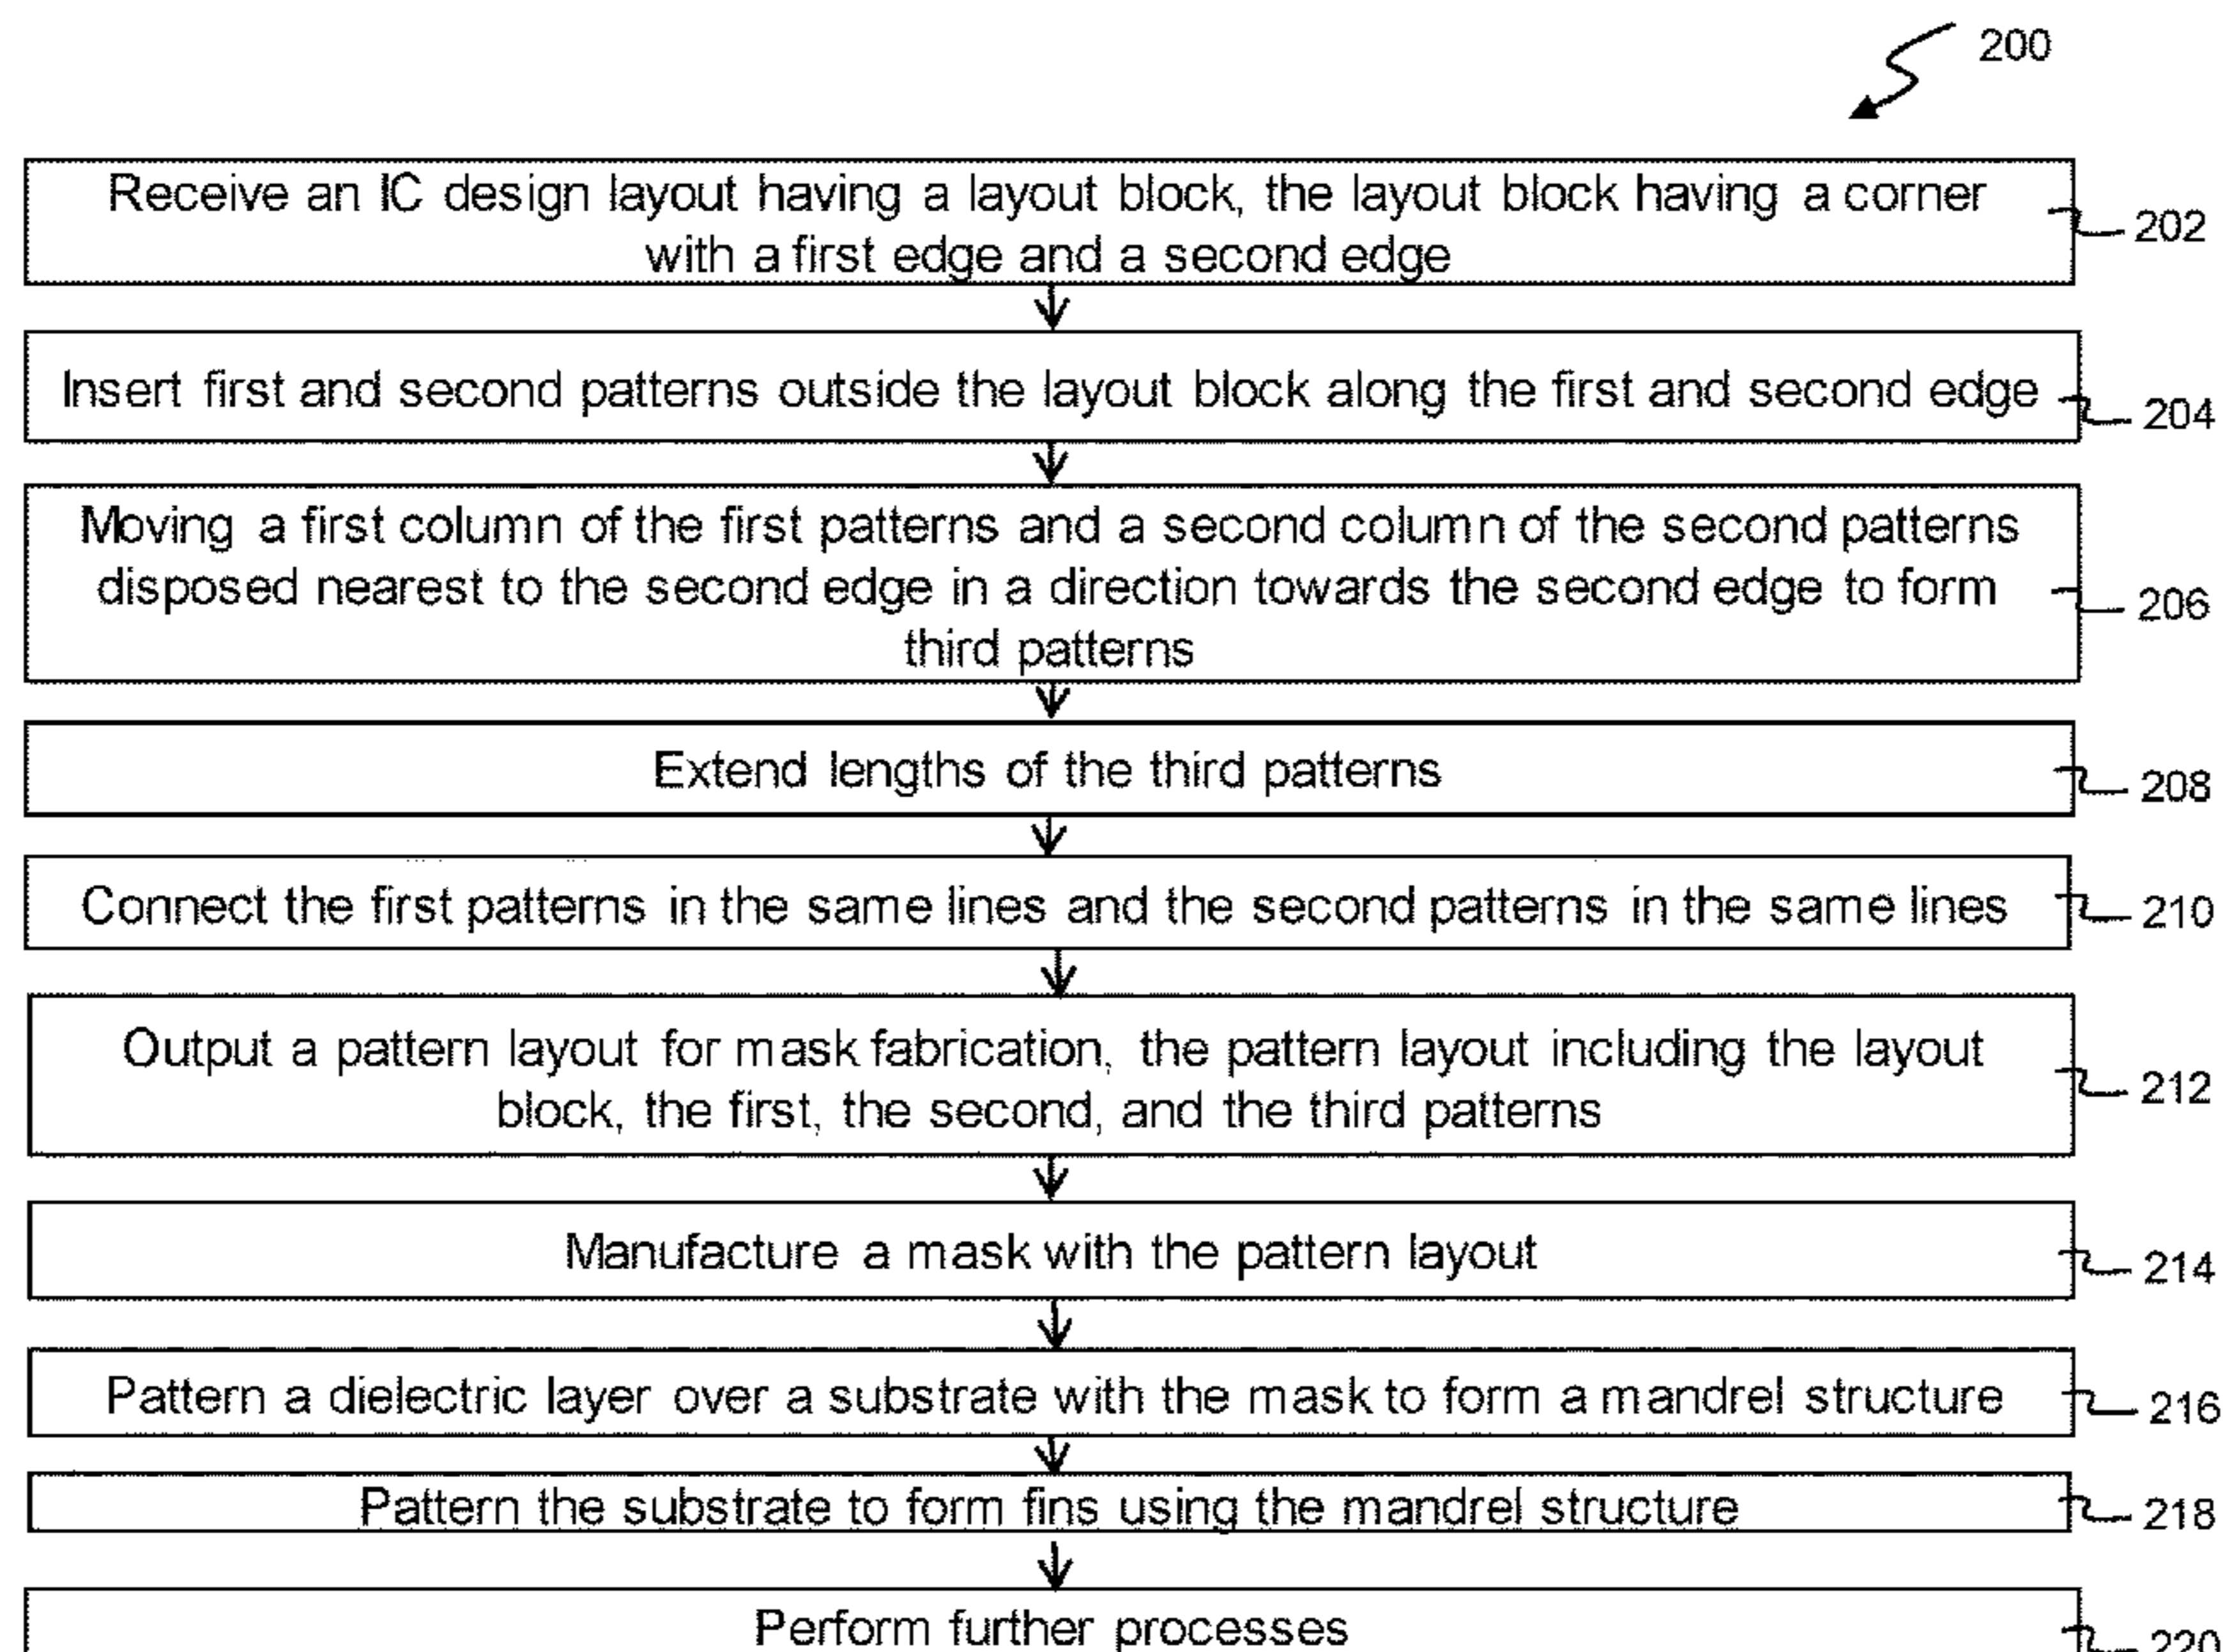 200
Receive an IC design layout having a layout block, the layout block having a corner
with a first edge and a second edge
202
Insert first and second patterns outside the layout block along the first and second edge
204
Moving a first column of the first patterns and a second column of the second patterns
disposed nearest to the second edge in a direction towards the second edge to form
third patterns
206
Extend lengths of the third patterns
208
Connect the first patterns in the same lines and the second patterns in the same lines
210
Output a pattern layout for mask fabrication, the pattern layout including the layout
block, the first, the second, and the third patterns
212
Manufacture a mask with the pattern layout
214
Pattern a dielectric layer over a substrate with the mask to form a mandrel structure
216
Pattern the substrate to form fins using the mandrel structure
218
Perform further processes
220